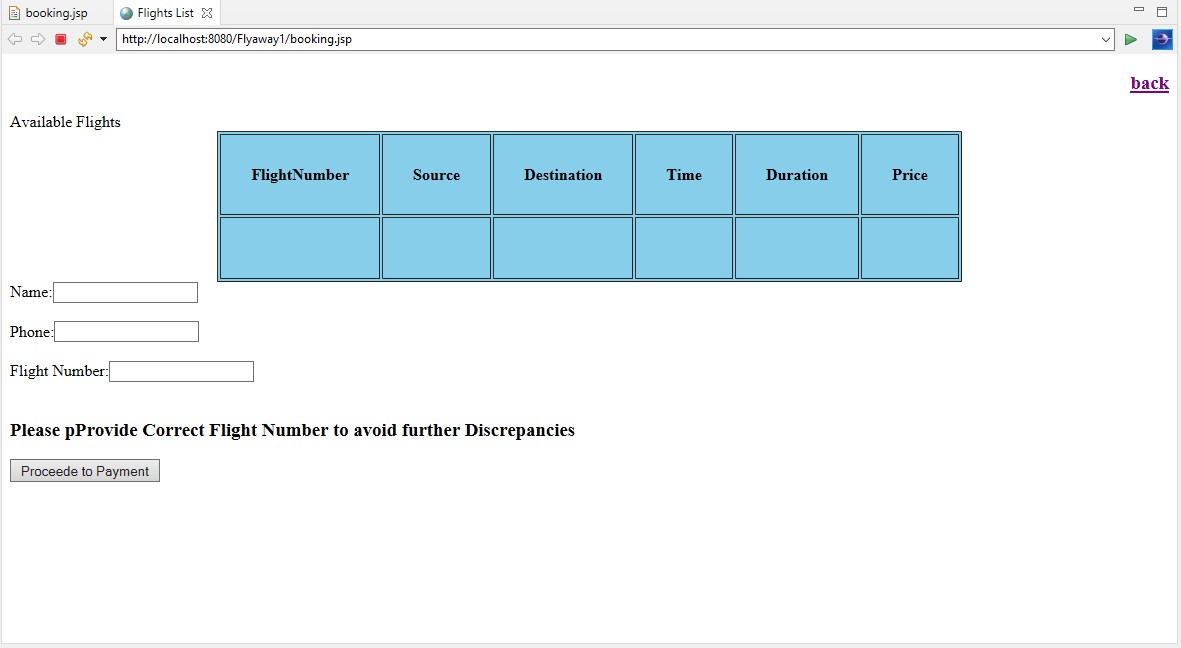 booking.jsp Flights List
http://localhost:8080/Flyaway1/booking.jsp
back
Available Flights
FlightNumber Source Destination Time Duration Price
Name:
Phone:
Flight Number:
Please pProvide Correct Flight Number to avoid further Discrepancies
Proceede to Payment